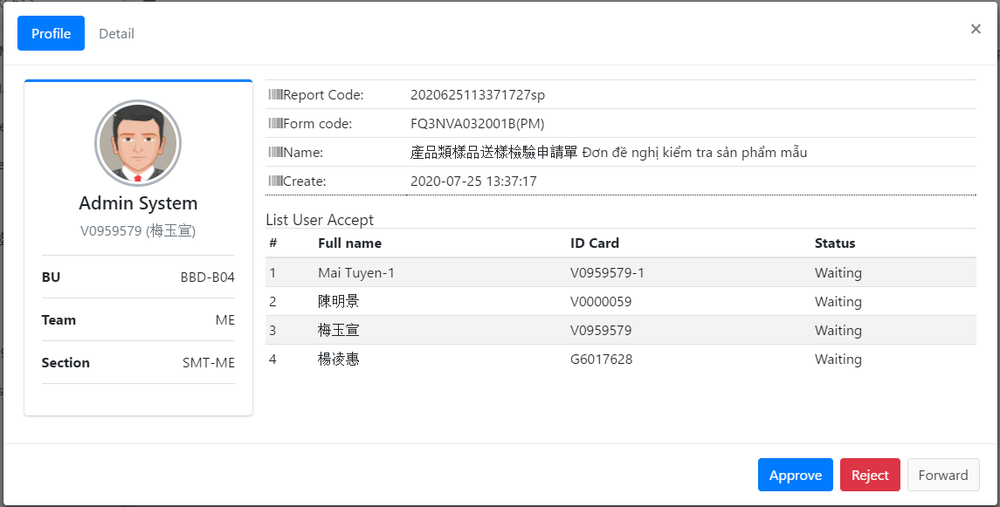 Profile Detail ×
Admin System
V0959579 (梅玉宣)
BU BBD-B04
Team ME
Section SMT-ME
Report Code: 2020625113371727sp
Form code: FQ3NVA032001B(PM)
Name: 產品類樣品送樣檢驗申請單 Đơn đề nghị kiểm tra sản phẩm mẫu
Create: 2020-07-25 13:37:17
List User Accept
# Full name ID Card Status
1 Mai Tuyen-1 V0959579-1 Waiting
2 陳明景 V0000059 Waiting
3 梅玉宣 V0959579 Waiting
4 楊凌惠 G6017628 Waiting
Approve Reject Forward